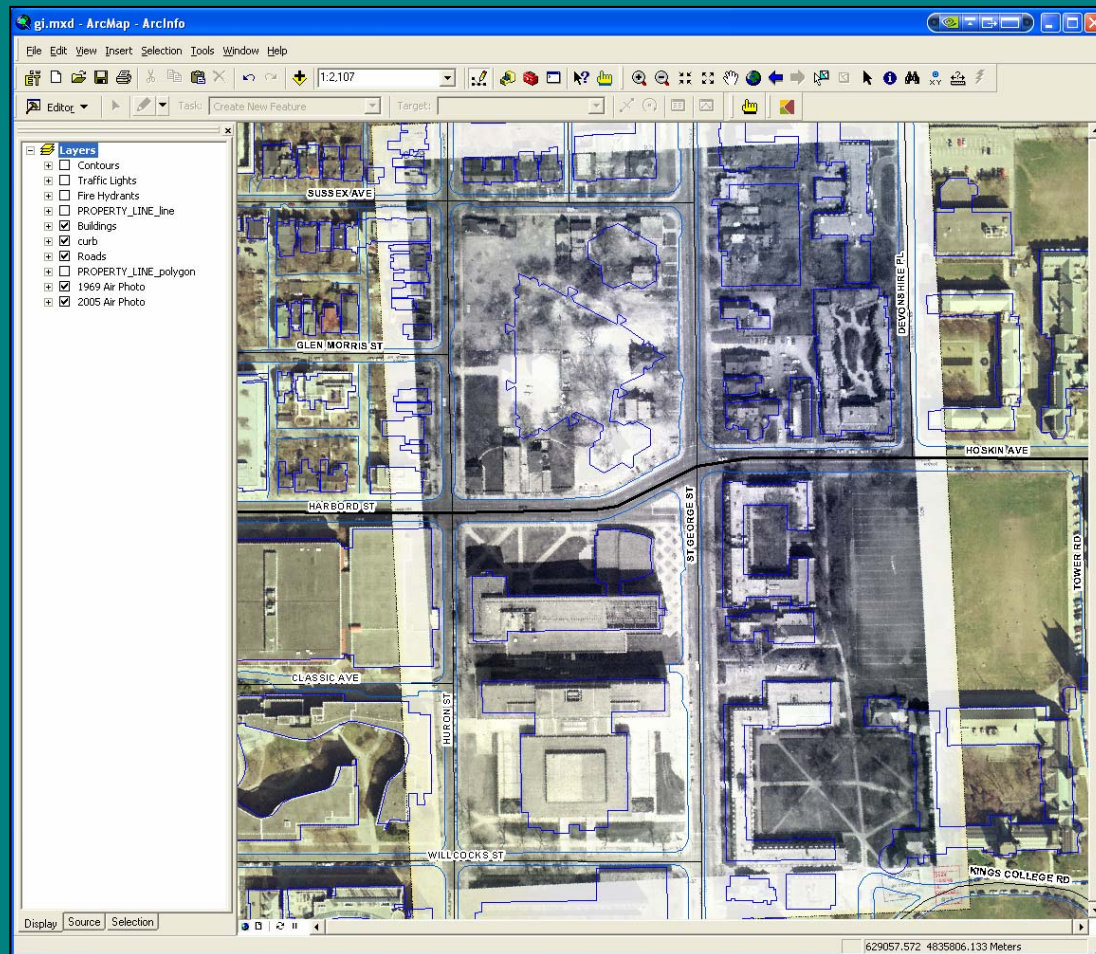 gi.mxd - ArcMap - ArcInfo
File Edit View Insert Selection Tools Window Help
1:2,107
Editor Task: Create New Feature Target:
Layers
Contours
Traffic Lights
Fire Hydrants
PROPERTY_LINE_line
Buildings
curb
Roads
PROPERTY_LINE_polygon
1969 Air Photo
2005 Air Photo
SUSSEX AVE
GLEN MORRIS ST
DEVONSHIRE PL
HOSKIN AVE
HARBORD ST
ST GEORGE ST
TOWER RD
CLASSIC AVE
HURON ST
WILLCOCKS ST
KINGS COLLEGE RD
Display Source Selection
629057.572 4835806.133 Meters